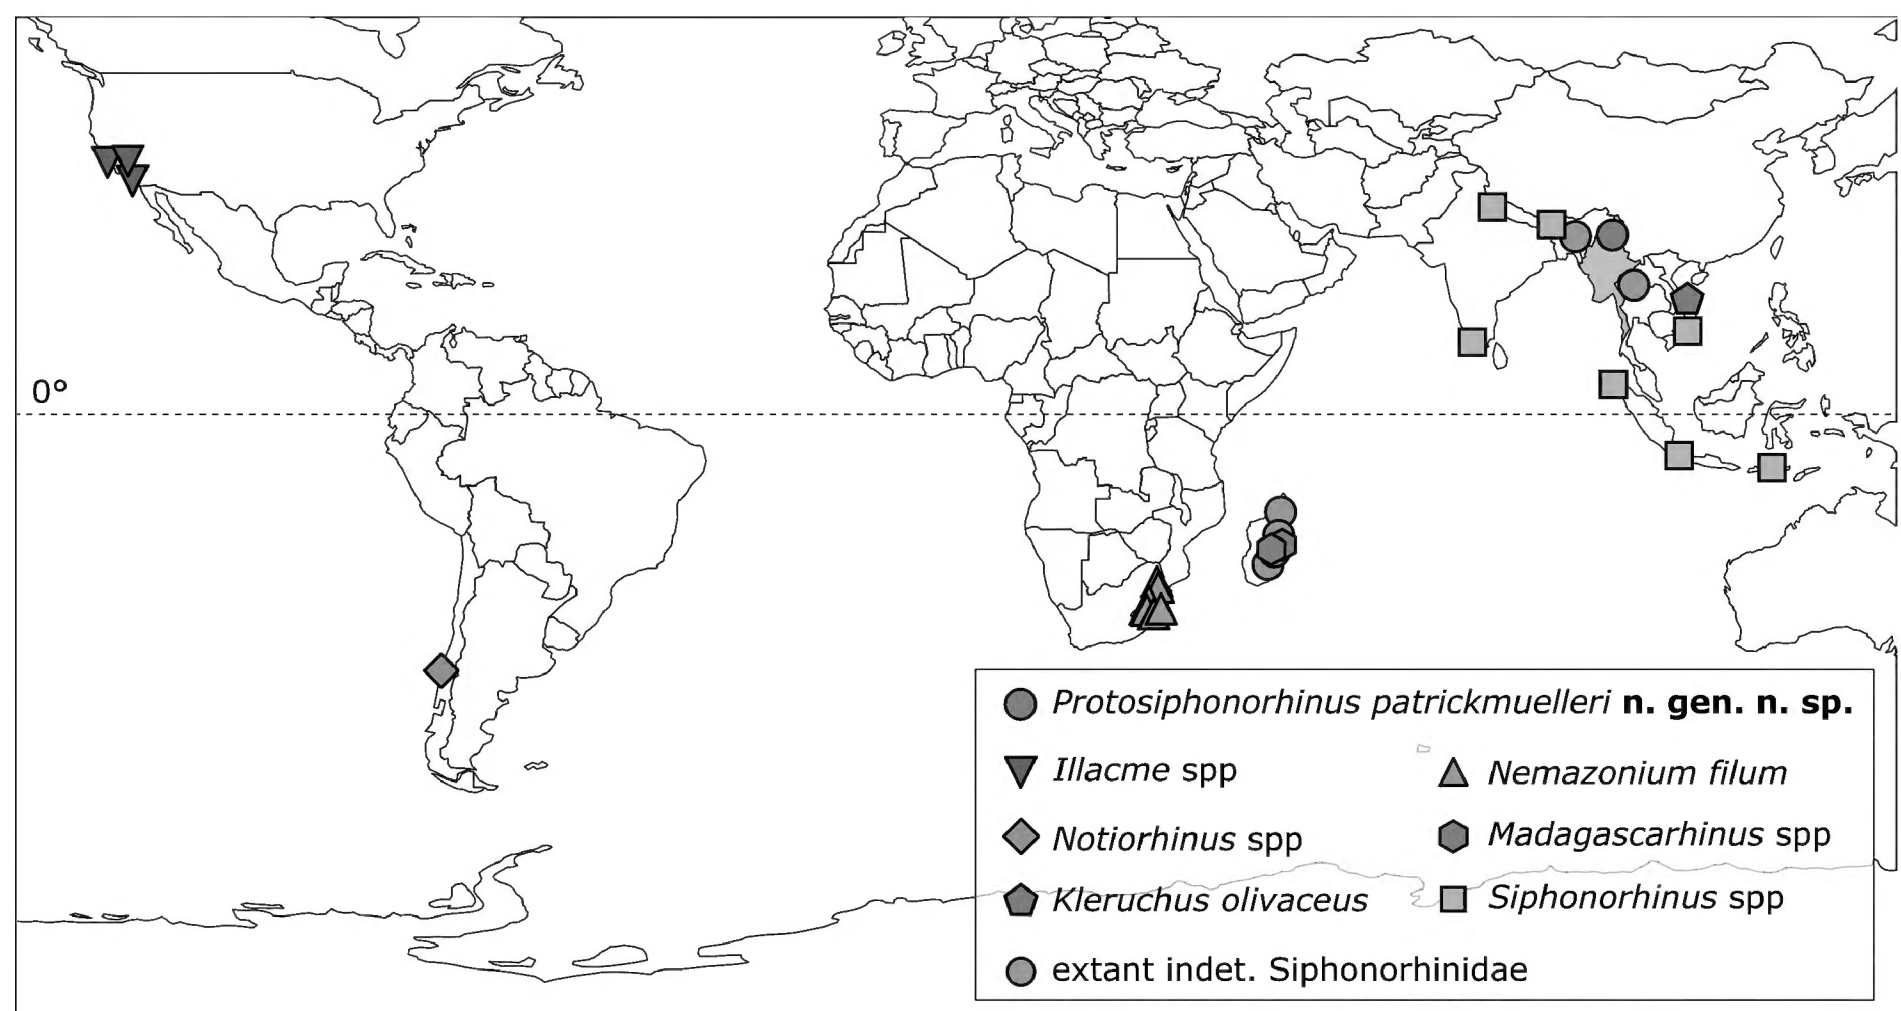 0°
Protosiphonorhinus patrickmuelleri n. gen. n. sp.
Illacme spp
Nemazonium filum
Notiorhinus spp
Madagascarhinus spp
Kleruchus olivaceus
Siphonorhinus spp
extant indet. Siphonorhinidae